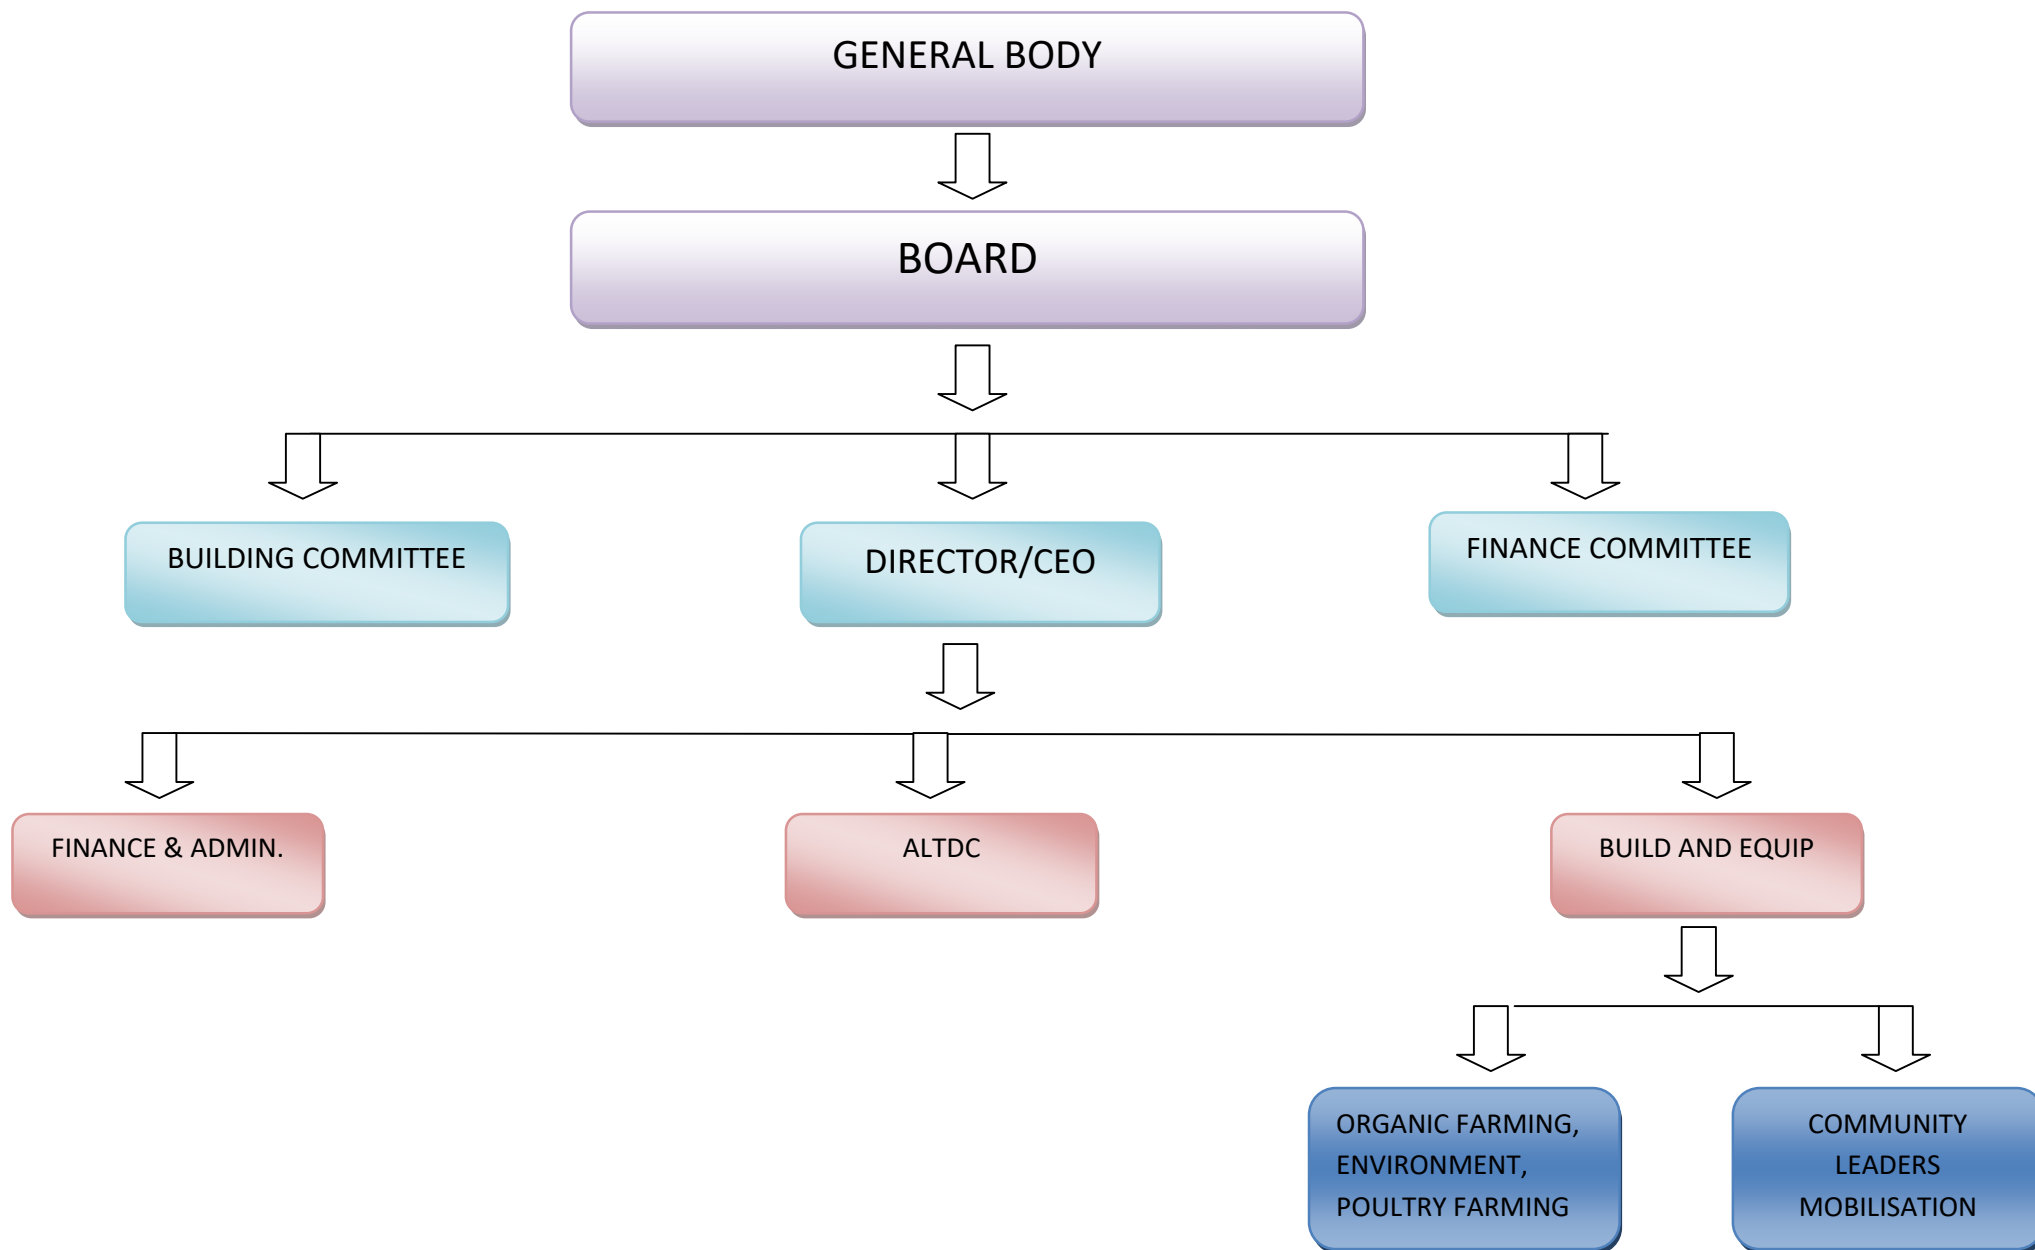 GENERAL BODY
BOARD
BUILDING COMMITTEE
DIRECTOR/CEO
FINANCE COMMITTEE
FINANCE & ADMIN.
ALTDC
BUILD AND EQUIP
ORGANIC FARMING,
ENVIRONMENT,
POULTRY FARMING
COMMUNITY
LEADERS
MOBILISATION